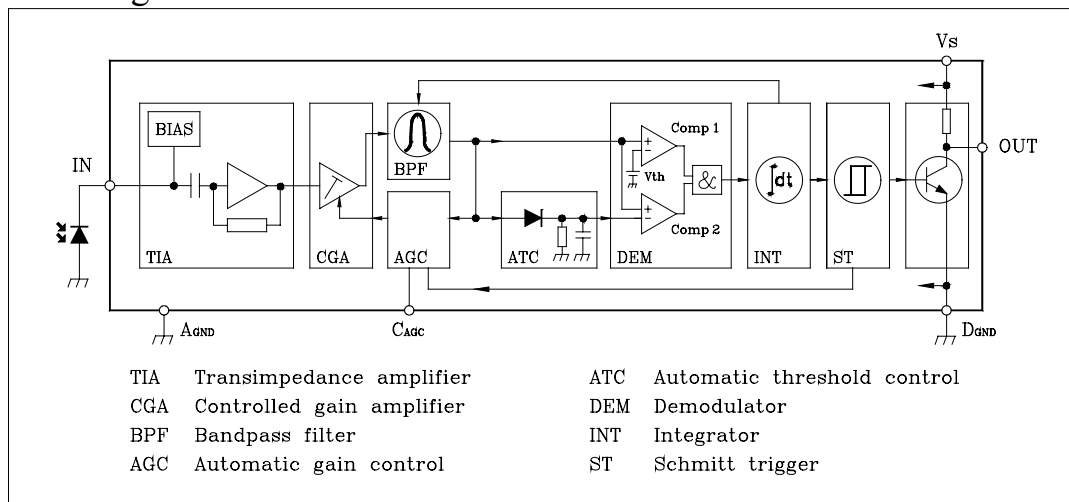 Vs
BIAS
Comp 1
IN
OUT
BPF
Vth
&
∫dt
Comp 2
TIA
CGA
AGC
ATC
DEM
INT
ST
AGND
CAGC
DGND
TIA Transimpedance amplifier
CGA Controlled gain amplifier
BPF Bandpass filter
AGC Automatic gain control
ATC Automatic threshold control
DEM Demodulator
INT Integrator
ST Schmitt trigger